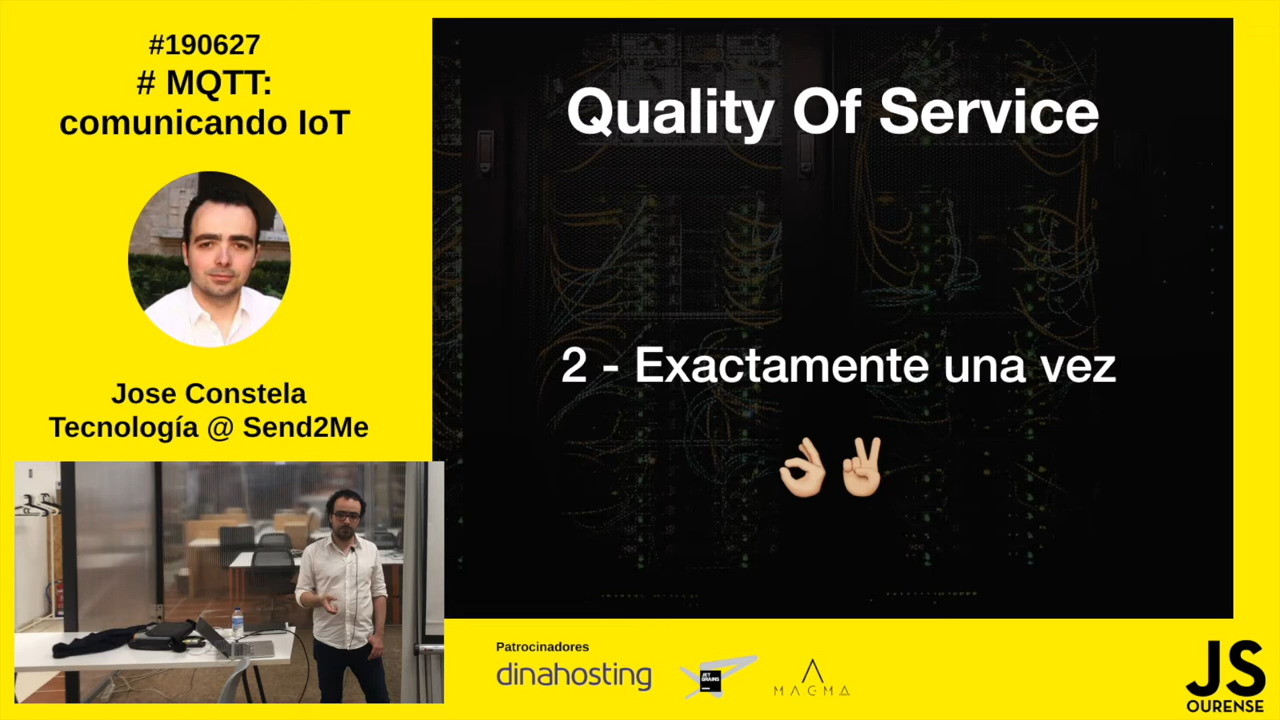 #190627
# MQTT:
comunicando IoT
Jose Constela
Tecnología @ Send2Me
Quality Of Service
2 - Exactamente una vez
Patrocinadores
dinahosting
JET
BRAINS
MAGMA
JS
OURENSE